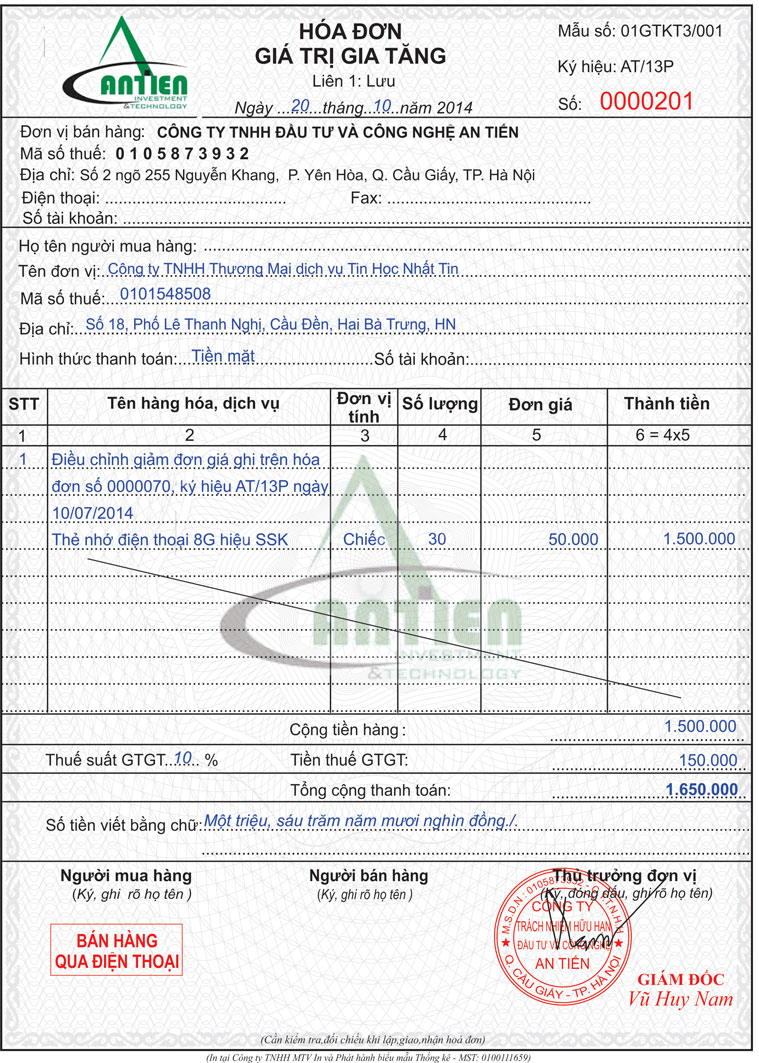 ANTIEN
INVESTMENT
&TECHNOLOGY
HÓA ĐƠN
GIÁ TRỊ GIA TĂNG
Liên 1: Lưu
Ngày ...20....tháng...10...năm 2014
Mẫu số: 01GTKT3/001
Ký hiệu: AT/13P
Số: 0000201
Đơn vị bán hàng: CÔNG TY TNHH ĐẦU TƯ VÀ CÔNG NGHỆ AN TIẾN
Mã số thuế: 0 1 0 5 8 7 3 9 3 2
Địa chỉ: Số 2 ngõ 255 Nguyễn Khang, P. Yên Hòa, Q. Cầu Giấy, TP. Hà Nội
Điện thoại: ........................................ Fax: .............................................
Số tài khoản: ....................................................................
Họ tên người mua hàng: ....................................................................
Tên đơn vị: Công ty TNHH Thương Mại dịch vụ Tin Học Nhất Tin
Mã số thuế: 0101548508
Địa chỉ: Số 18, Phố Lê Thanh Nghị, Cầu Đền, Hai Bà Trưng, HN
Hình thức thanh toán: Tiền mặt Số tài khoản:
STT Tên hàng hóa, dịch vụ Đơn vị tính Số lượng Đơn giá Thành tiền
1 2 3 4 5 6 = 4x5
1 Điều chỉnh giảm đơn giá ghi trên hóa
đơn số 0000070, ký hiệu AT/13P ngày
10/07/2014
Thẻ nhớ điện thoại 8G hiệu SSK Chiếc 30 50.000 1.500.000
ANTIEN
INVESTMENT
&TECHNOLOGY
Cộng tiền hàng : 1.500.000
Thuế suất GTGT...10... % Tiền thuế GTGT: 150.000
Tổng cộng thanh toán: 1.650.000
Số tiền viết bằng chữ: Một triệu, sáu trăm năm mươi nghìn đồng./.
Người mua hàng Người bán hàng Thủ trưởng đơn vị
(Ký, ghi rõ họ tên ) (Ký, ghi rõ họ tên ) (Ký, đóng dấu, ghi rõ họ tên)
BÁN HÀNG
QUA ĐIỆN THOẠI
M.S.D.N - 0105873932 - C.T.T.N.H.H
CÔNG TY
TRÁCH NHIỆM HỮU HẠN
ĐẦU TƯ VÀ CÔNG NGHỆ
AN TIẾN
Q. CẦU GIẤY - TP. HÀ NỘI
GIÁM ĐỐC
Vũ Huy Nam
(Cần kiểm tra,đối chiếu khi lập,giao,nhận hoá đơn)
(In tại Công ty TNHH MTV In và Phát hành biểu mẫu Thống kê - MST: 0100111659)